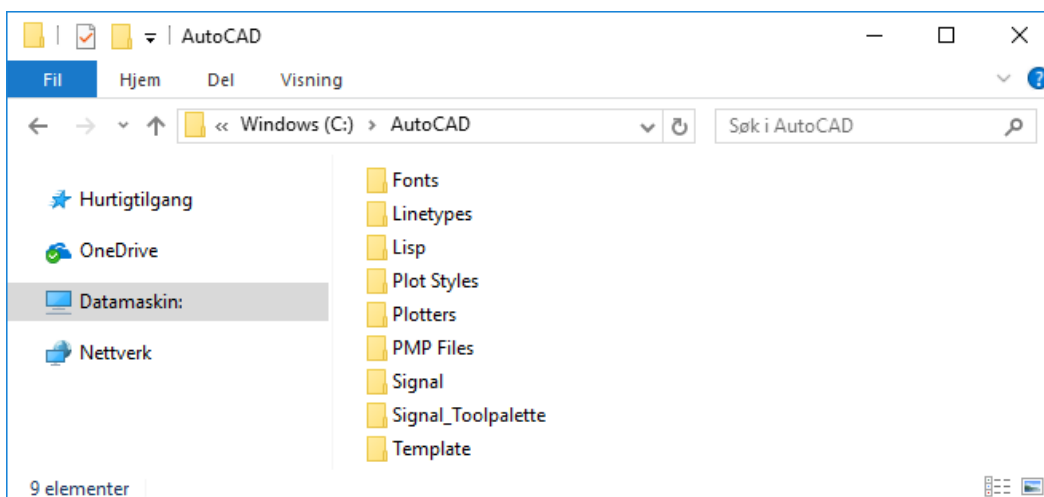 AutoCAD
Fil Hjem Del Visning ?
« Windows (C:) > AutoCAD Søk i AutoCAD
Hurtigtilgang
OneDrive
Datamaskin:
Nettverk
Fonts
Linetypes
Lisp
Plot Styles
Plotters
PMP Files
Signal
Signal_Toolpalette
Template
9 elementer